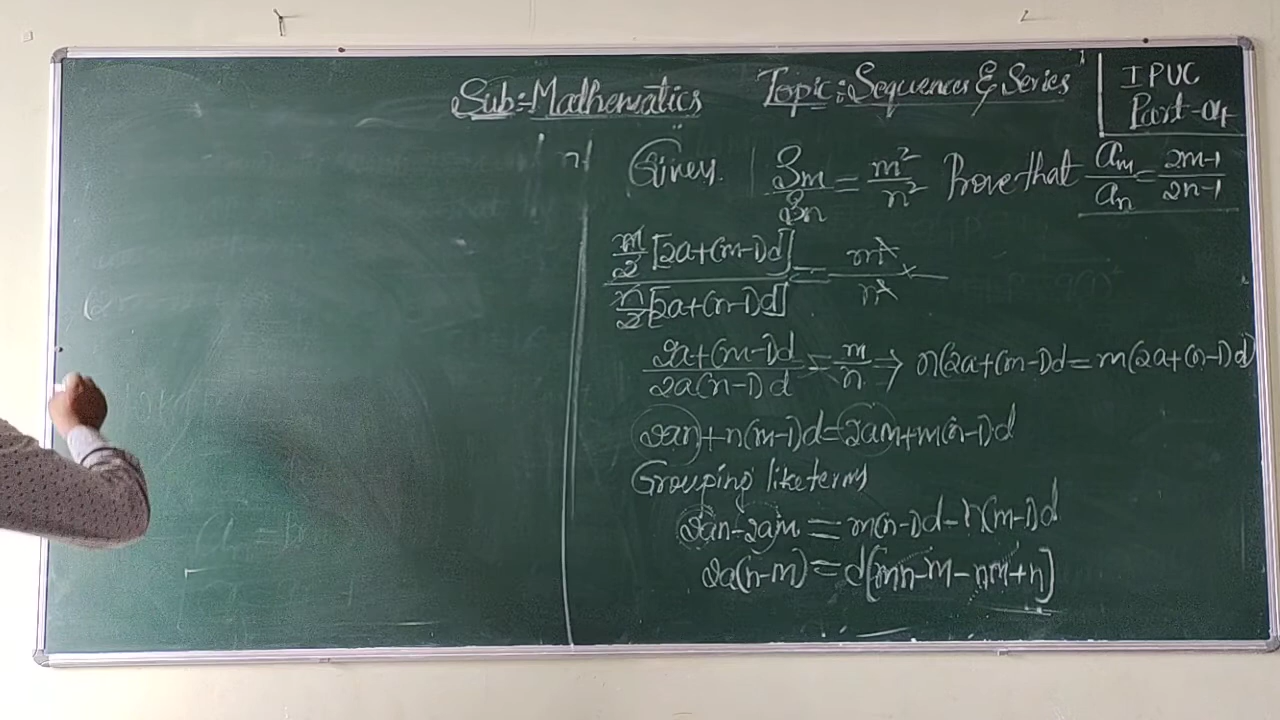 Sub:-Mathematics Topic:-Sequences & Series I PUC
Part-04
Given. Sm/Sn = m²/n² Prove that am/an = 2m-1/2n-1
m/2 [2a+(m-1)d] / n/2 [2a+(n-1)d] = m²/n²
2a+(m-1)d / 2a(n-1)d = m/n → n(2a+(m-1)d = m(2a+(n-1)d)
2an+n(m-1)d=2am+m(n-1)d
Grouping like terms
2an-2am = m(n-1)d-n(m-1)d
2a(n-m) = d[mn-m-nm+n]